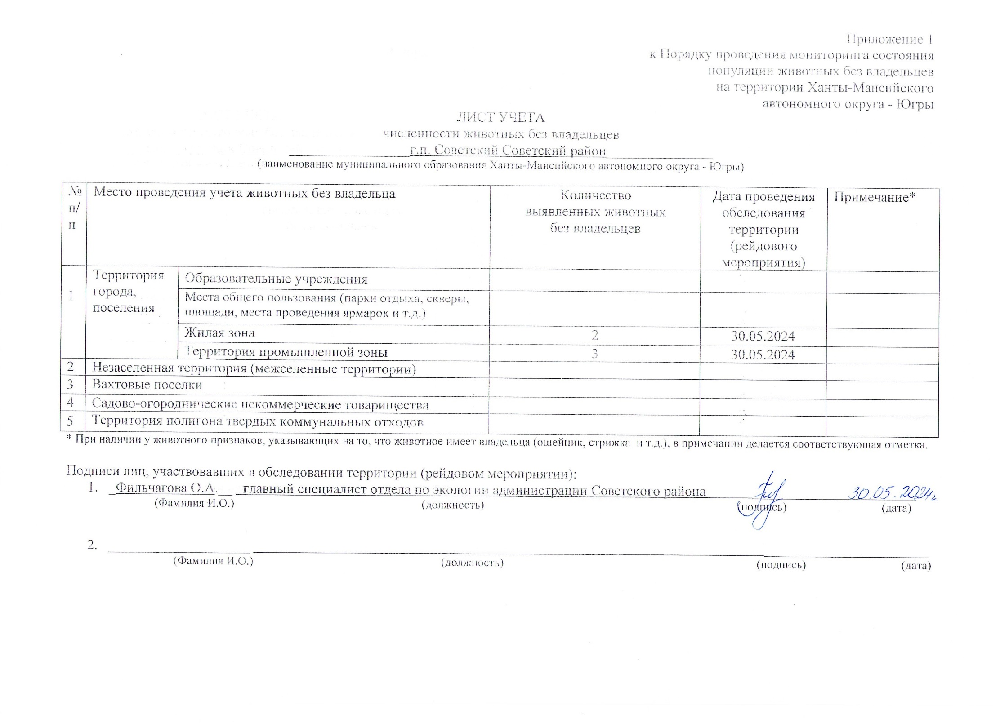 Приложение 1
к Порядку проведения мониторинга состояния
популяции животных без владельцев
на территории Ханты-Мансийского
автономного округа - Югры
ЛИСТ УЧЕТА
численности животных без владельцев
г.п. Советский Советский район
(наименование муниципального образования Ханты-Мансийского автономного округа - Югры)
№ п/п Место проведения учета животных без владельца Количество выявленных животных без владельцев Дата проведения обследования территории (рейдового мероприятия) Примечание*
1 Территория города, поселения Образовательные учреждения
Места общего пользования (парки отдыха, скверы,
площади, места проведения ярмарок и т.д.)
Жилая зона 2 30.05.2024
Территория промышленной зоны 3 30.05.2024
2 Незаселенная территория (межселенные территории)
3 Вахтовые поселки
4 Садово-огороднические некоммерческие товарищества
5 Территория полигона твердых коммунальных отходов
* При наличии у животного признаков, указывающих на то, что животное имеет владельца (ошейник, стрижка и т.д.), в примечании делается соответствующая отметка.
Подписи лиц, участвовавших в обследовании территории (рейдовом мероприятии):
1. Фильчагова О.А. главный специалист отдела по экологии администрации Советского района 30.05.2024г.
(Фамилия И.О.) (должность) (подпись) (дата)
2.
(Фамилия И.О.) (должность) (подпись) (дата)